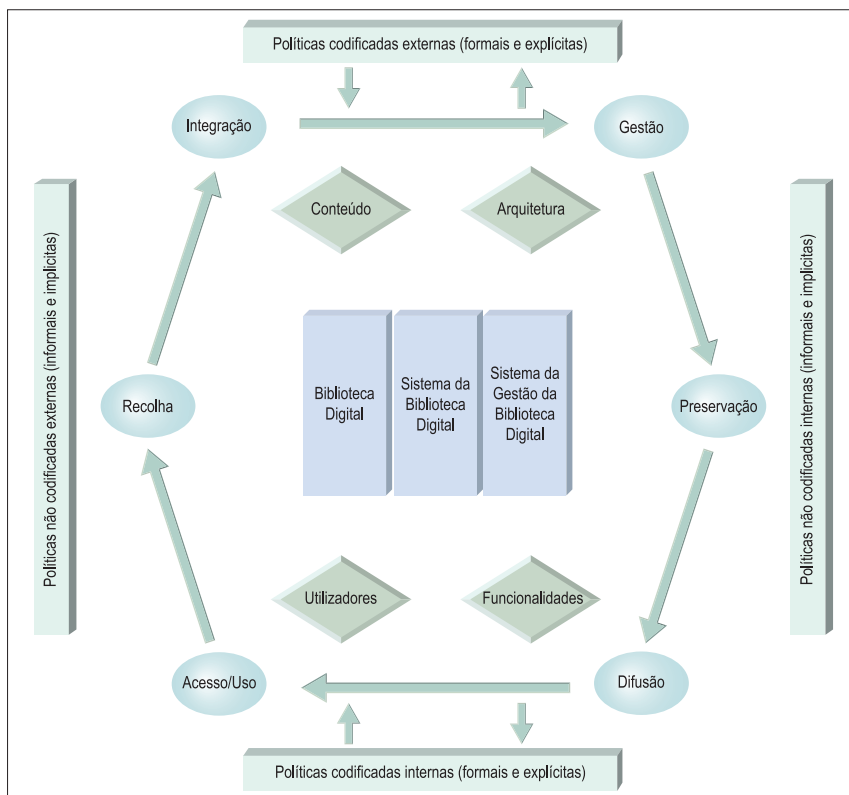 Políticas codificadas externas (formais e explícitas)
Integração
Gestão
Conteúdo
Arquitetura
Políticas não codificadas externas (informais e implicitas)
Políticas não codificadas internas (informais e implicitas)
Biblioteca
Digital
Sistema da
Biblioteca
Digital
Sistema da
Gestão da
Biblioteca
Digital
Recolha
Preservação
Utilizadores
Funcionalidades
Acesso/Uso
Difusão
Políticas codificadas internas (formais e explícitas)